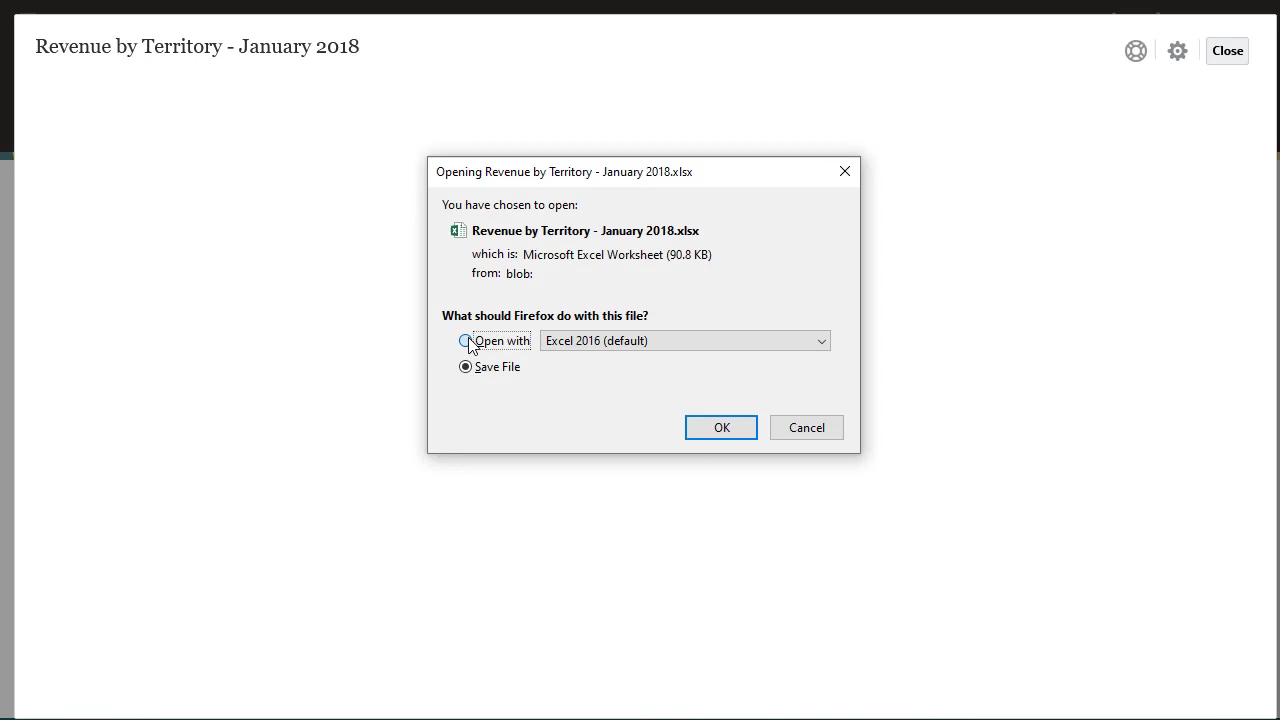 Revenue by Territory - January 2018
Close
Opening Revenue by Territory - January 2018.xlsx
You have chosen to open:
Revenue by Territory - January 2018.xlsx
which is: Microsoft Excel Worksheet (90.8 KB)
from: blob:
What should Firefox do with this file?
Open with Excel 2016 (default)
Save File
OK Cancel